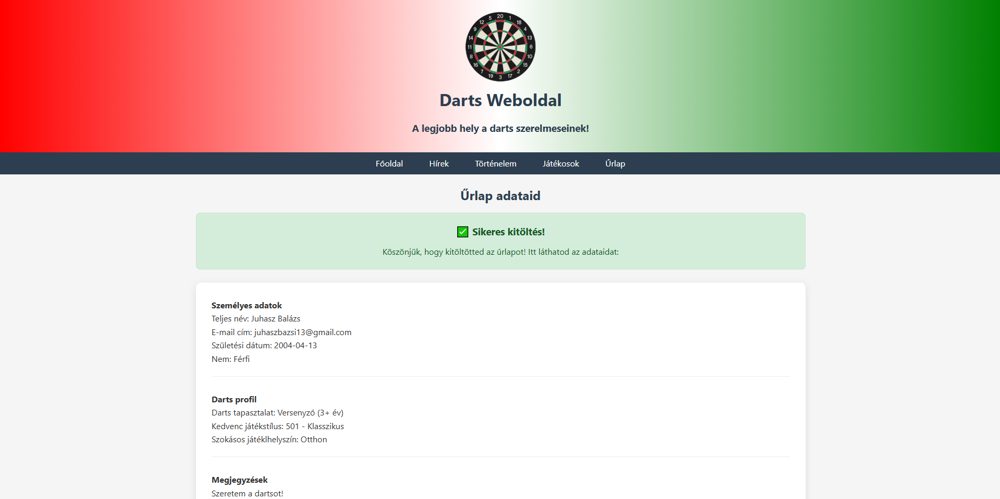 20
5 1
12 18
9 4
14 13
11 6
8 10
16 15
7 2
19 3 17
Darts Weboldal
A legjobb hely a darts szerelmeseinek!
Főoldal Hírek Történelem Játékosok Űrlap
Űrlap adataid
✅ Sikeres kitöltés!
Köszönjük, hogy kitöltötted az űrlapot! Itt láthatod az adataidat:
Személyes adatok
Teljes név: Juhasz Balázs
E-mail cím: juhaszbazsi13@gmail.com
Születési dátum: 2004-04-13
Nem: Férfi
Darts profil
Darts tapasztalat: Versenyző (3+ év)
Kedvenc játékstílus: 501 - Klasszikus
Szokásos játéklhelyszín: Otthon
Megjegyzések
Szeretem a dartsot!